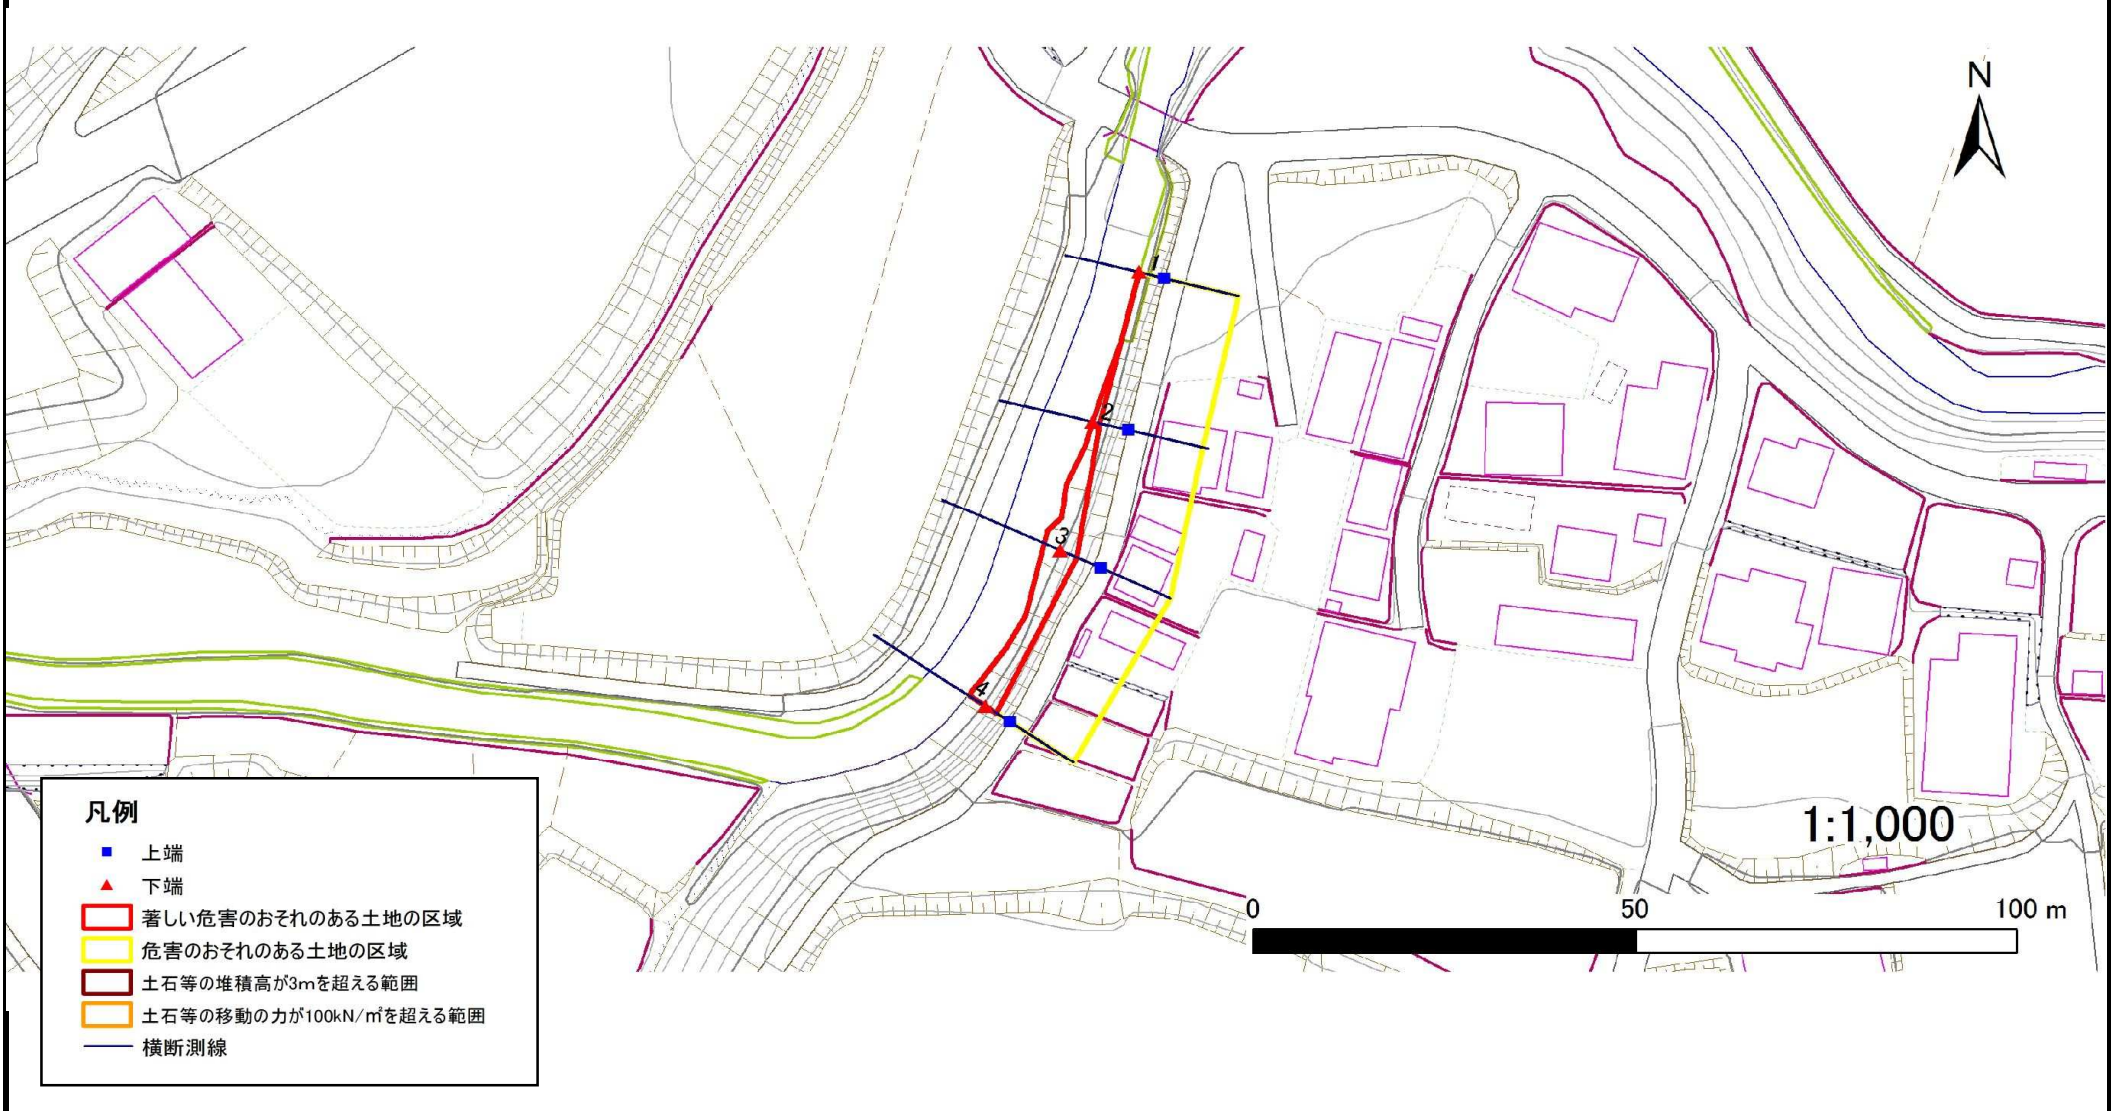 N
1
2
3
4
1:1,000
0 50 100 m
凡例
上端
下端
著しい危害のおそれのある土地の区域
危害のおそれのある土地の区域
土石等の堆積高が3mを超える範囲
土石等の移動の力が100kN/㎡を超える範囲
横断測線